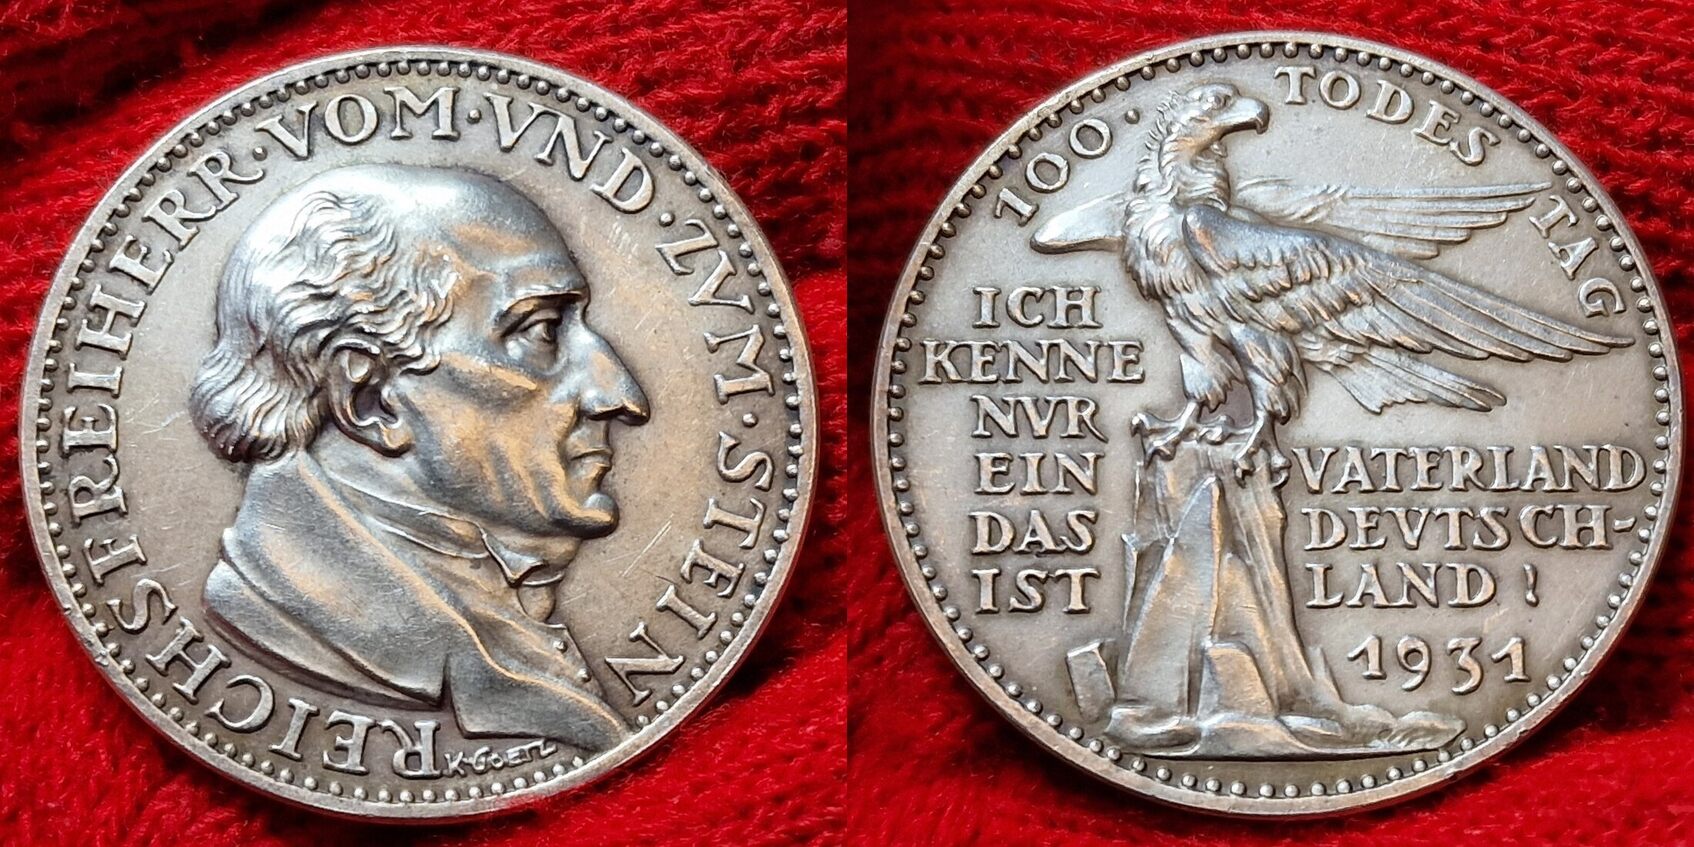 REICHSFREIHERR·VOM·VND·ZVM·STEIN
K·GOETZ
100· TODES TAG
ICH
KENNE
NVR
EIN VATERLAND
DAS DEVTSCH-
IST LAND!
1931